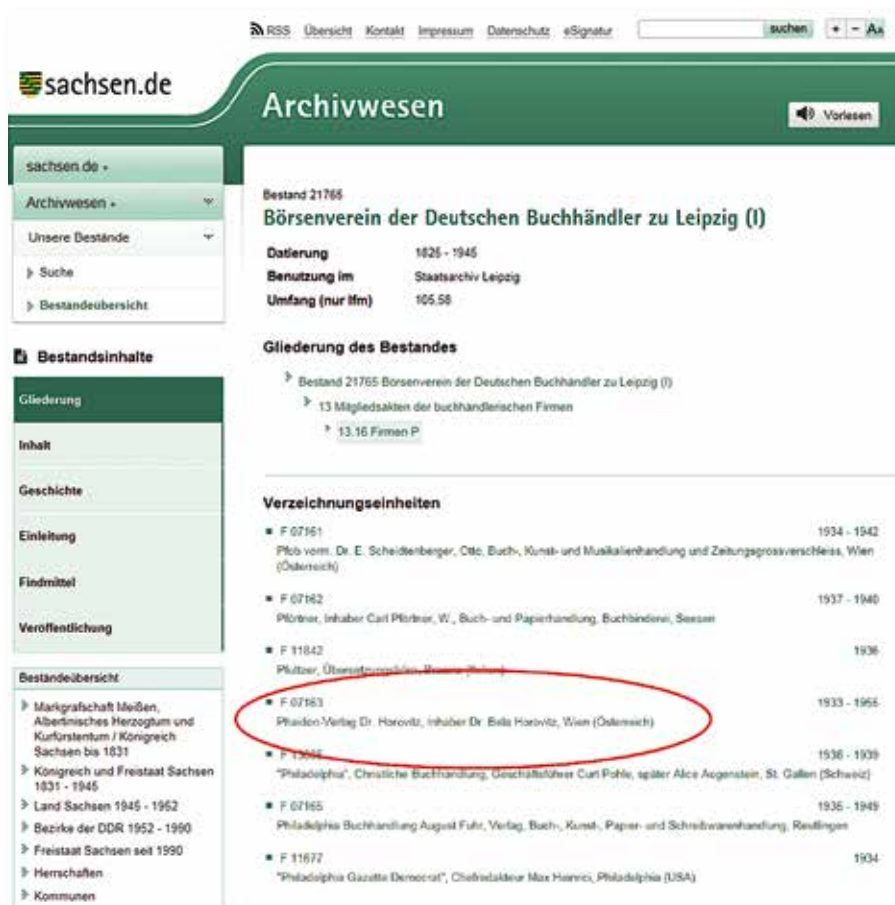 RSS Übersicht Kontakt Impressum Datenschutz eSignatur suchen + - AA
sachsen.de
Archivwesen
Vorlesen
sachsen.de
Archivwesen
Unsere Bestände
Suche
Bestandeübersicht
Bestandsinhalte
Gliederung
Inhalt
Geschichte
Einleitung
Findmittel
Veröffentlichung
Bestandeübersicht
Markgrafschaft Meißen,
Albertinisches Herzogtum und
Kurfürstentum / Königreich
Sachsen bis 1831
Königreich und Freistaat Sachsen
1831 - 1945
Land Sachsen 1945 - 1952
Bezirke der DDR 1952 - 1990
Freistaat Sachsen seit 1990
Herrschaften
Kommunen
Bestand 21765
Börsenverein der Deutschen Buchhändler zu Leipzig (I)
Datierung 1825 - 1945
Benutzung im Staatsarchiv Leipzig
Umfang (nur lfm) 105,58
Gliederung des Bestandes
Bestand 21765 Börsenverein der Deutschen Buchhändler zu Leipzig (I)
13 Mitgliedsakten der buchhändlerischen Firmen
13.16 Firmen P
Verzeichnungseinheiten
F 07161 1934 - 1942
Pfob vorm. Dr. E. Scheidtenberger, Otto, Buch-, Kunst- und Musikalienhandlung und Zeitungsgrossverschleiss, Wien
(Österreich)
F 07162 1937 - 1940
Pförtner, Inhaber Carl Pförtner, W., Buch- und Papierhandlung, Buchbinderei, Seesen
F 11842 1936
F 07163 1933 - 1955
Phaidon-Verlag Dr. Horovitz, Inhaber Dr. Bela Horovitz, Wien (Österreich)
1936 - 1939
"Philadelphia", Christliche Buchhandlung, Geschäftsführer Curt Pohle, später Alice Augenstein, St. Gallen (Schweiz)
F 07165 1935 - 1949
Philadelphia Buchhandlung August Fuhr, Verlag, Buch-, Kunst-, Papier- und Schreibwarenhandlung, Reutlingen
F 11677 1934
"Philadelphia Gazette Democrat", Chefredakteur Max Heinrici, Philadelphia (USA)